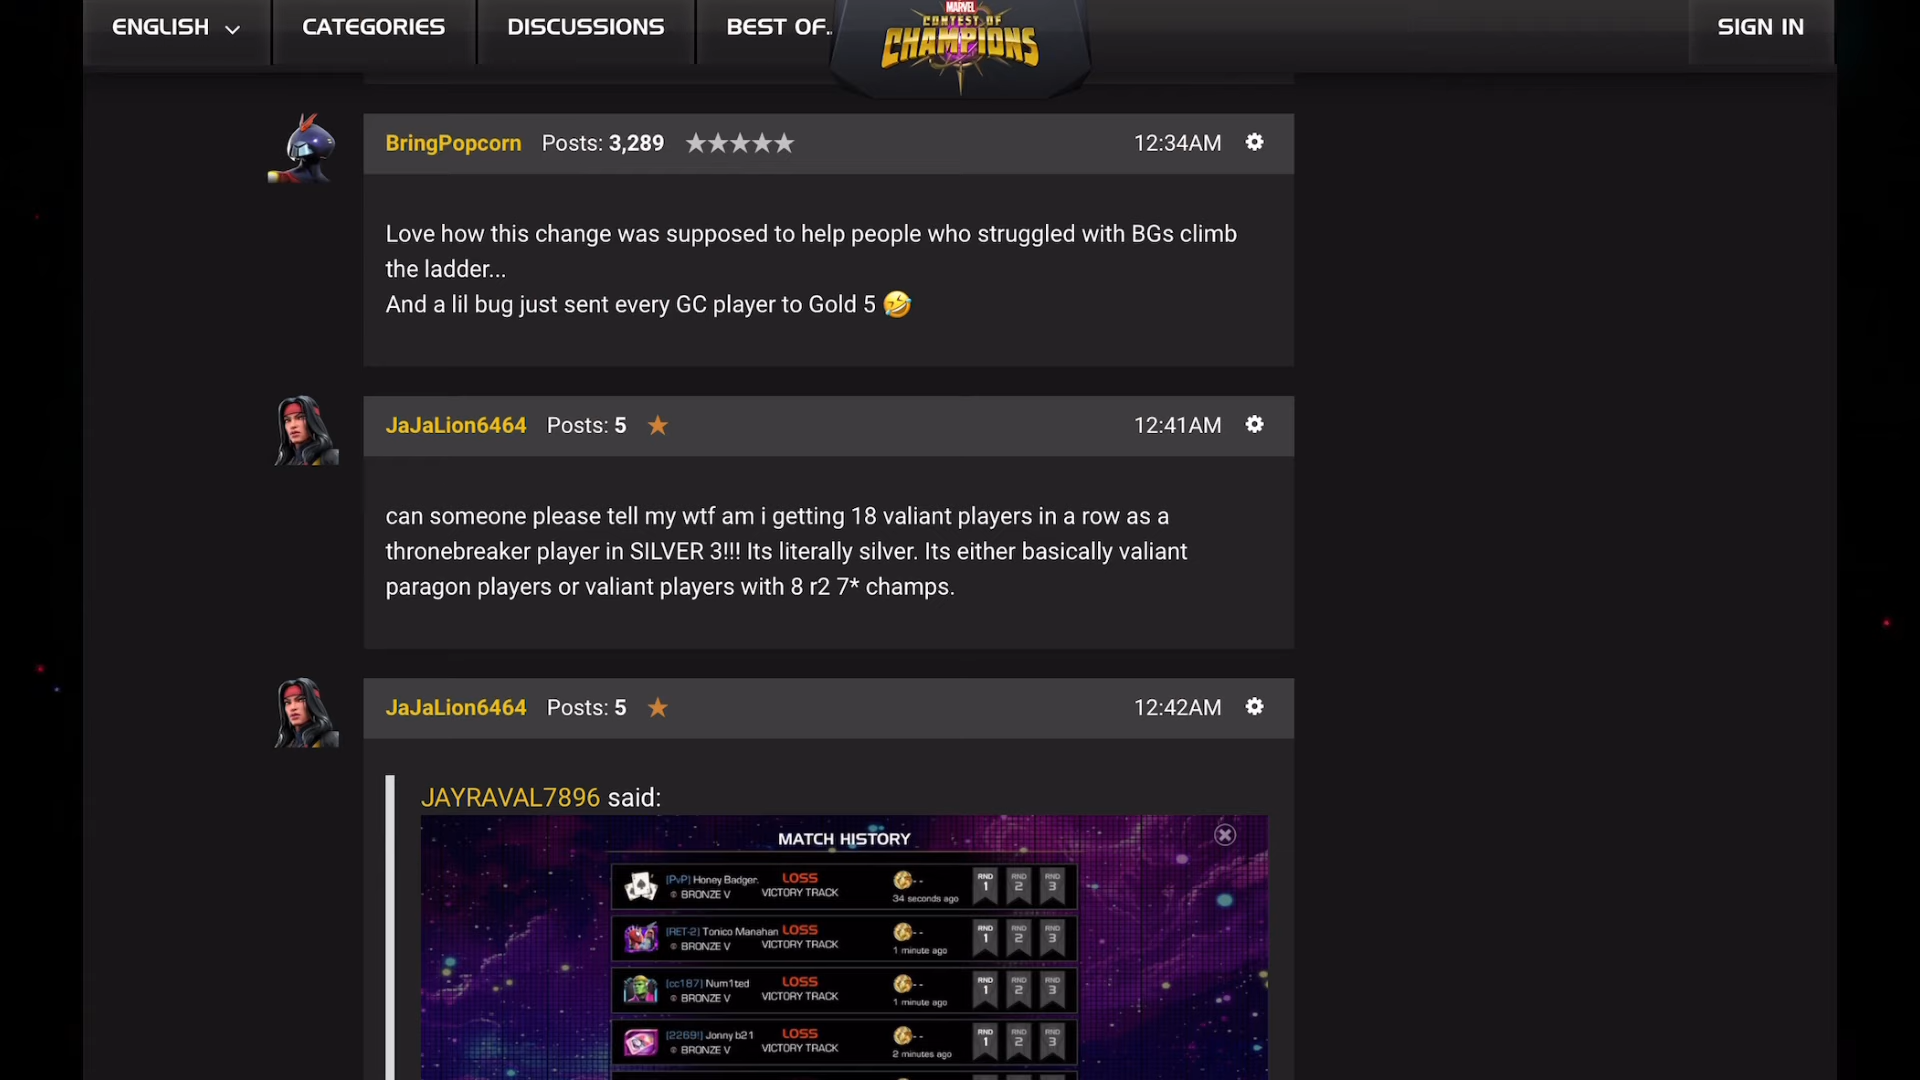 ENGLISH CATEGORIES DISCUSSIONS BEST OF.. MARVEL CONTEST OF CHAMPIONS SIGN IN
BringPopcorn Posts: 3,289 12:34AM
Love how this change was supposed to help people who struggled with BGs climb
the ladder...
And a lil bug just sent every GC player to Gold 5 🤣
JaJaLion6464 Posts: 5 12:41AM
can someone please tell my wtf am i getting 18 valiant players in a row as a
thronebreaker player in SILVER 3!!! Its literally silver. Its either basically valiant
paragon players or valiant players with 8 r2 7* champs.
JaJaLion6464 Posts: 5 12:42AM
JAYRAVAL7896 said:
MATCH HISTORY
[PvP] Honey Badger. LOSS -- RND 1 RND 2 RND 3
BRONZE V VICTORY TRACK 34 seconds ago
[RET-2] Tonico Manahan LOSS -- RND 1 RND 2 RND 3
BRONZE V VICTORY TRACK 1 minute ago
[cc187] Num1ted LOSS -- RND 1 RND 2 RND 3
BRONZE V VICTORY TRACK 1 minute ago
[2269!] Jonny b21 LOSS -- RND 1 RND 2 RND 3
BRONZE V VICTORY TRACK 2 minutes ago